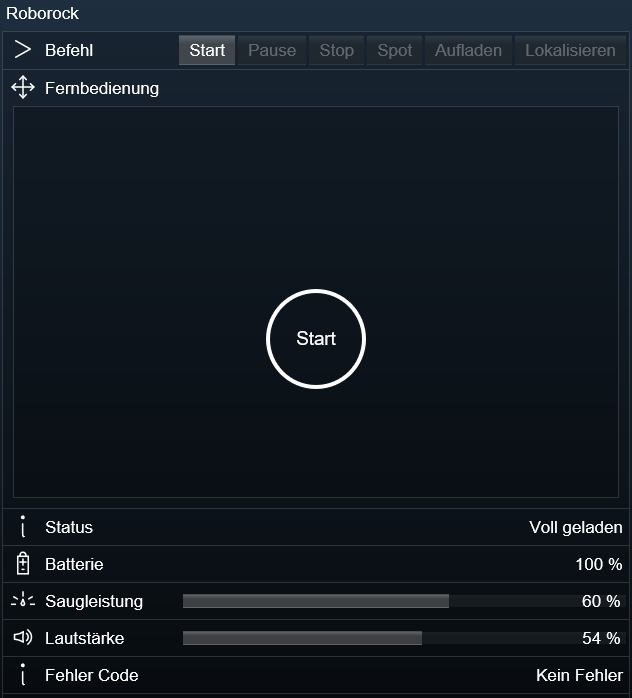 Roborock
Befehl Start Pause Stop Spot Aufladen Lokalisieren
Fernbedienung
Start
Status Voll geladen
Batterie 100 %
Saugleistung 60 %
Lautstärke 54 %
Fehler Code Kein Fehler